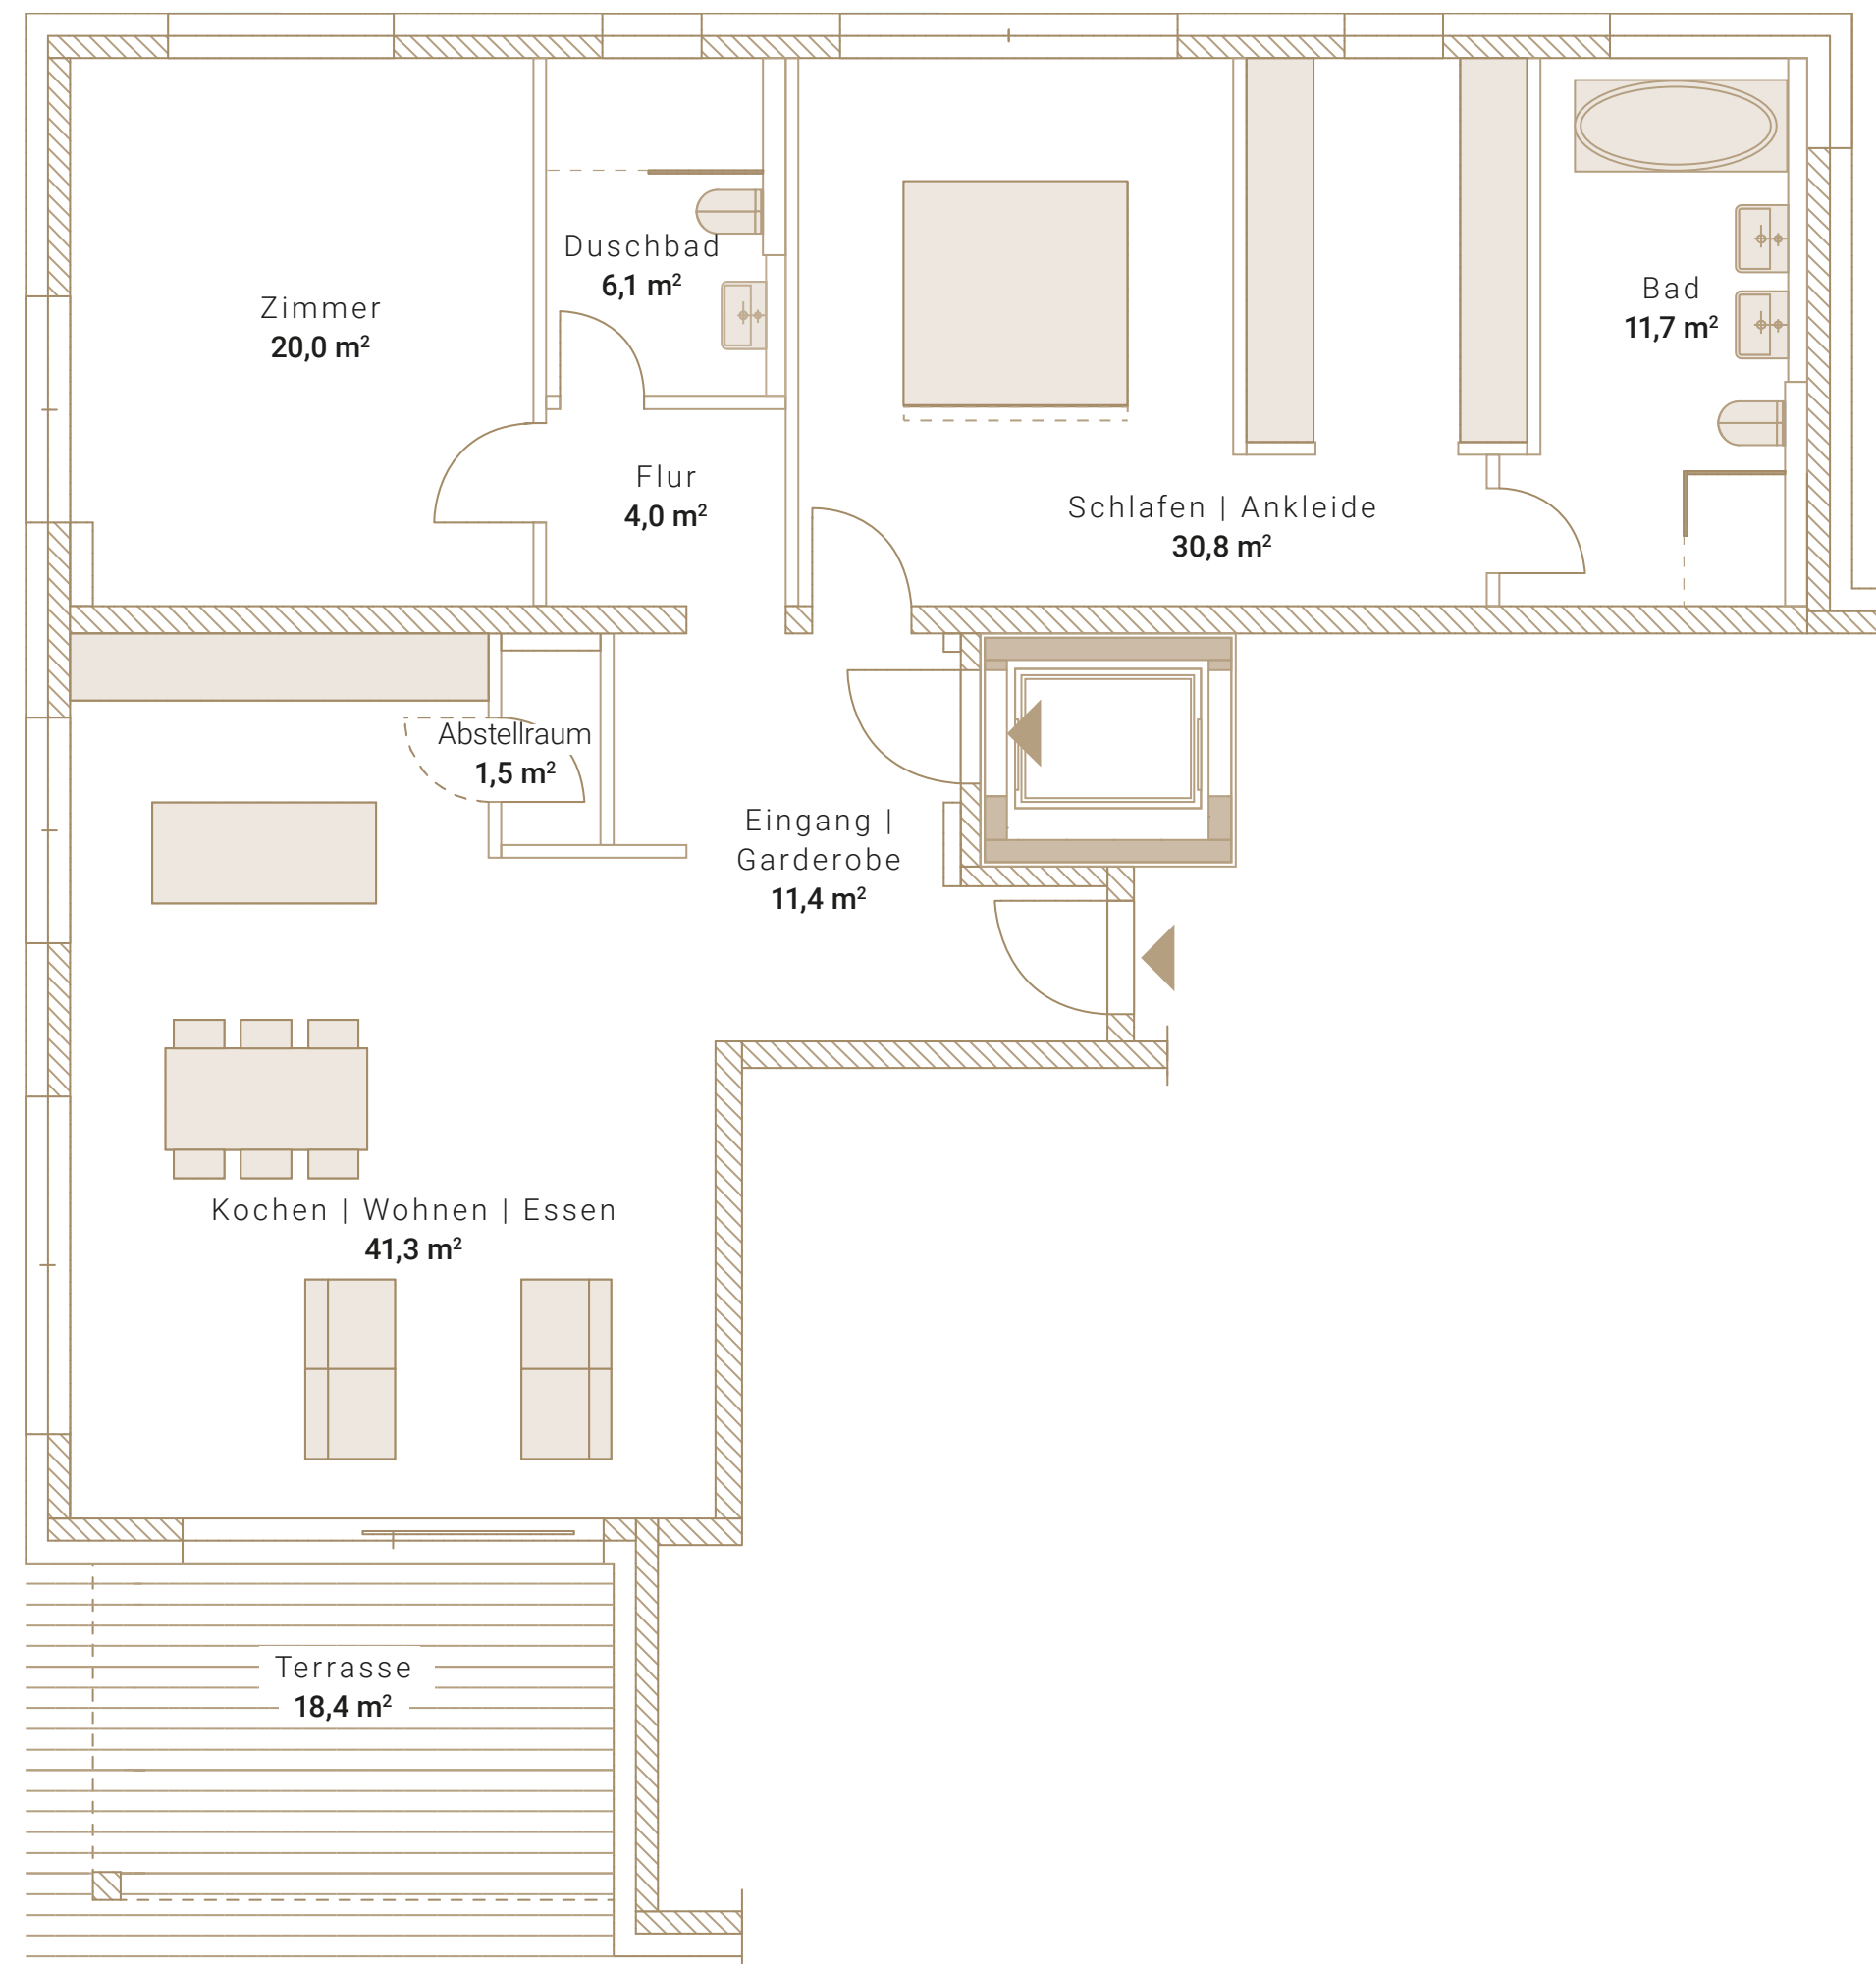 Duschbad
6,1 m²
Zimmer
20,0 m²
Bad
11,7 m²
Flur
4,0 m²
Schlafen | Ankleide
30,8 m²
Abstellraum
1,5 m²
Eingang |
Garderobe
11,4 m²
Kochen | Wohnen | Essen
41,3 m²
Terrasse
18,4 m²